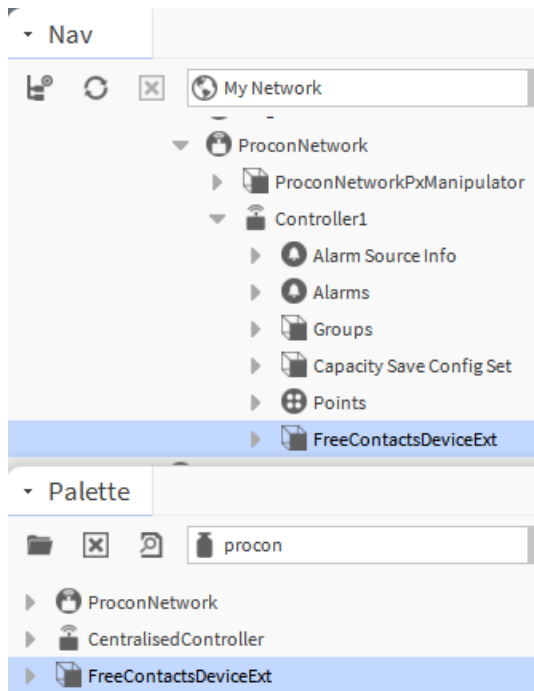 Nav
My Network
ProconNetwork
ProconNetworkPxManipulator
Controller1
Alarm Source Info
Alarms
Groups
Capacity Save Config Set
Points
FreeContactsDeviceExt
Palette
procon
ProconNetwork
CentralisedController
FreeContactsDeviceExt